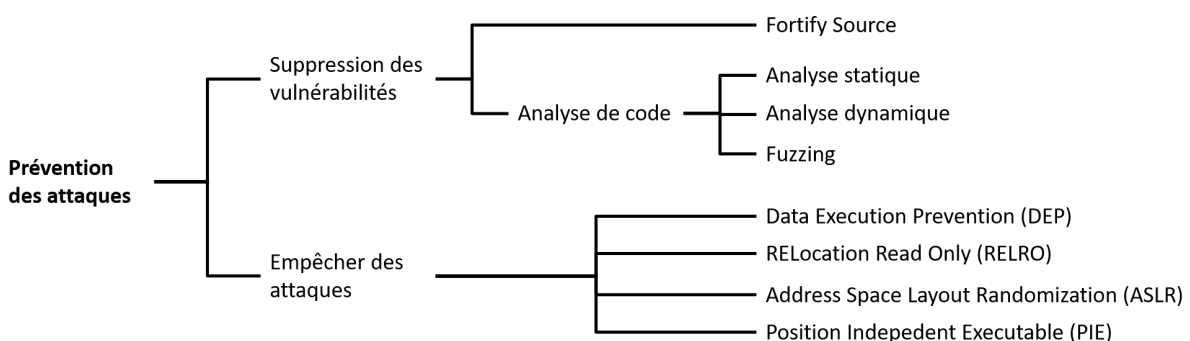 Prévention
des attaques
Suppression des
vulnérabilités
Fortify Source
Analyse de code
Analyse statique
Analyse dynamique
Fuzzing
Empêcher des
attaques
Data Execution Prevention (DEP)
RELocation Read Only (RELRO)
Address Space Layout Randomization (ASLR)
Position Indepedent Executable (PIE)